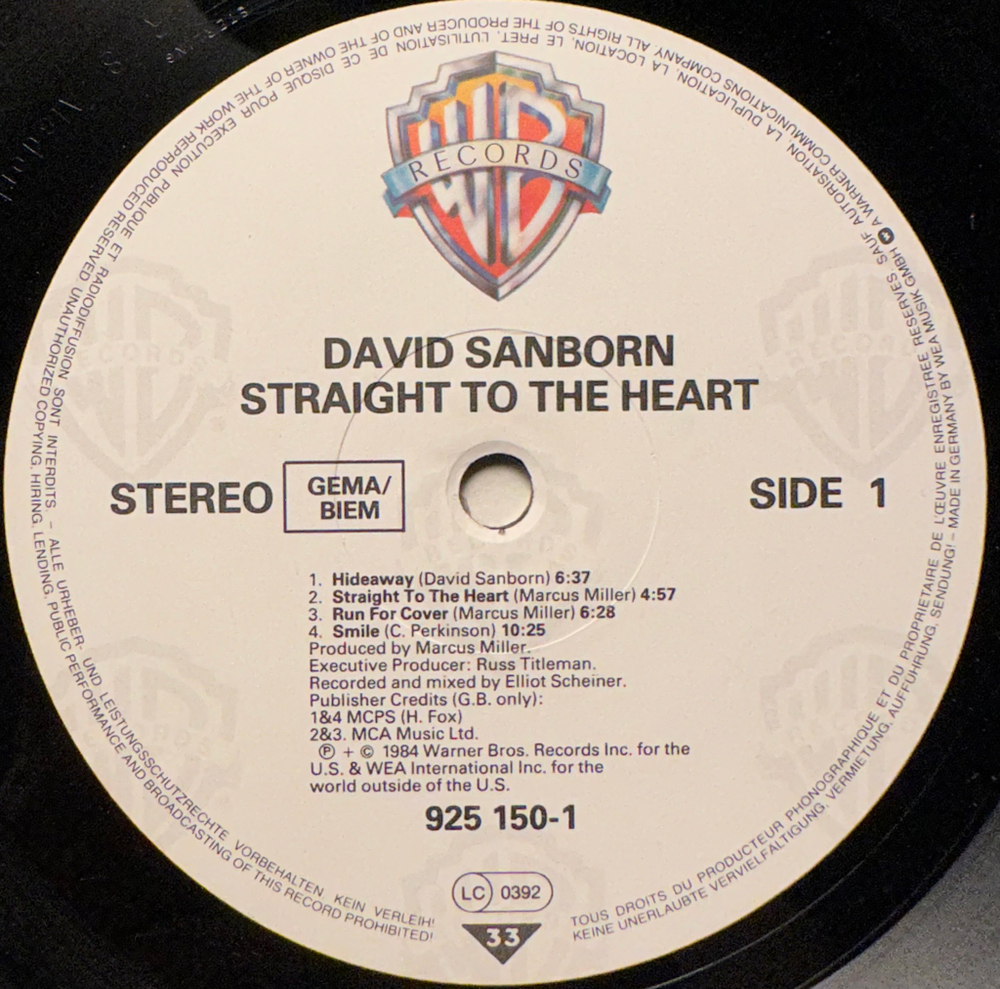 RECORDS
DAVID SANBORN
STRAIGHT TO THE HEART
STEREO
GEMA/
BIEM
SIDE 1
1. Hideaway (David Sanborn) 6:37
2. Straight To The Heart (Marcus Miller) 4:57
3. Run For Cover (Marcus Miller) 6:28
4. Smile (C. Perkinson) 10:25
Produced by Marcus Miller.
Executive Producer: Russ Titleman.
Recorded and mixed by Elliot Scheiner.
Publisher Credits (G.B. only):
1&4 MCPS (H. Fox)
2&3. MCA Music Ltd.
℗ + © 1984 Warner Bros. Records Inc. for the
U.S. & WEA International Inc. for the
world outside of the U.S.
925 150-1
LC 0392
33
TOUS DROITS DU PRODUCTEUR PHONOGRAPHIQUE ET DU PROPRIETAIRE DE L'ŒUVRE ENREGISTREE RESERVES. SAUF AUTORISATION, LA DUPLICATION, LA LOCATION, LE PRET, L'UTILISATION DE CE DISQUE POUR EXECUTION PUBLIQUE ET RADIODIFFUSION SONT INTERDITS. – ALLE URHEBER- UND LEISTUNGSSCHUTZRECHTE VORBEHALTEN. KEIN VERLEIH!
KEINE UNERLAUBTE VERVIELFÄLTIGUNG, VERMIETUNG, AUFFÜHRUNG, SENDUNG! – MADE IN GERMANY BY WEA MUSIK GMBH A WARNER COMMUNICATIONS COMPANY. ALL RIGHTS OF THE PRODUCER AND OF THE OWNER OF THE WORK REPRODUCED RESERVED. UNAUTHORIZED COPYING, HIRING, LENDING, PUBLIC PERFORMANCE AND BROADCASTING OF THIS RECORD PROHIBITED!